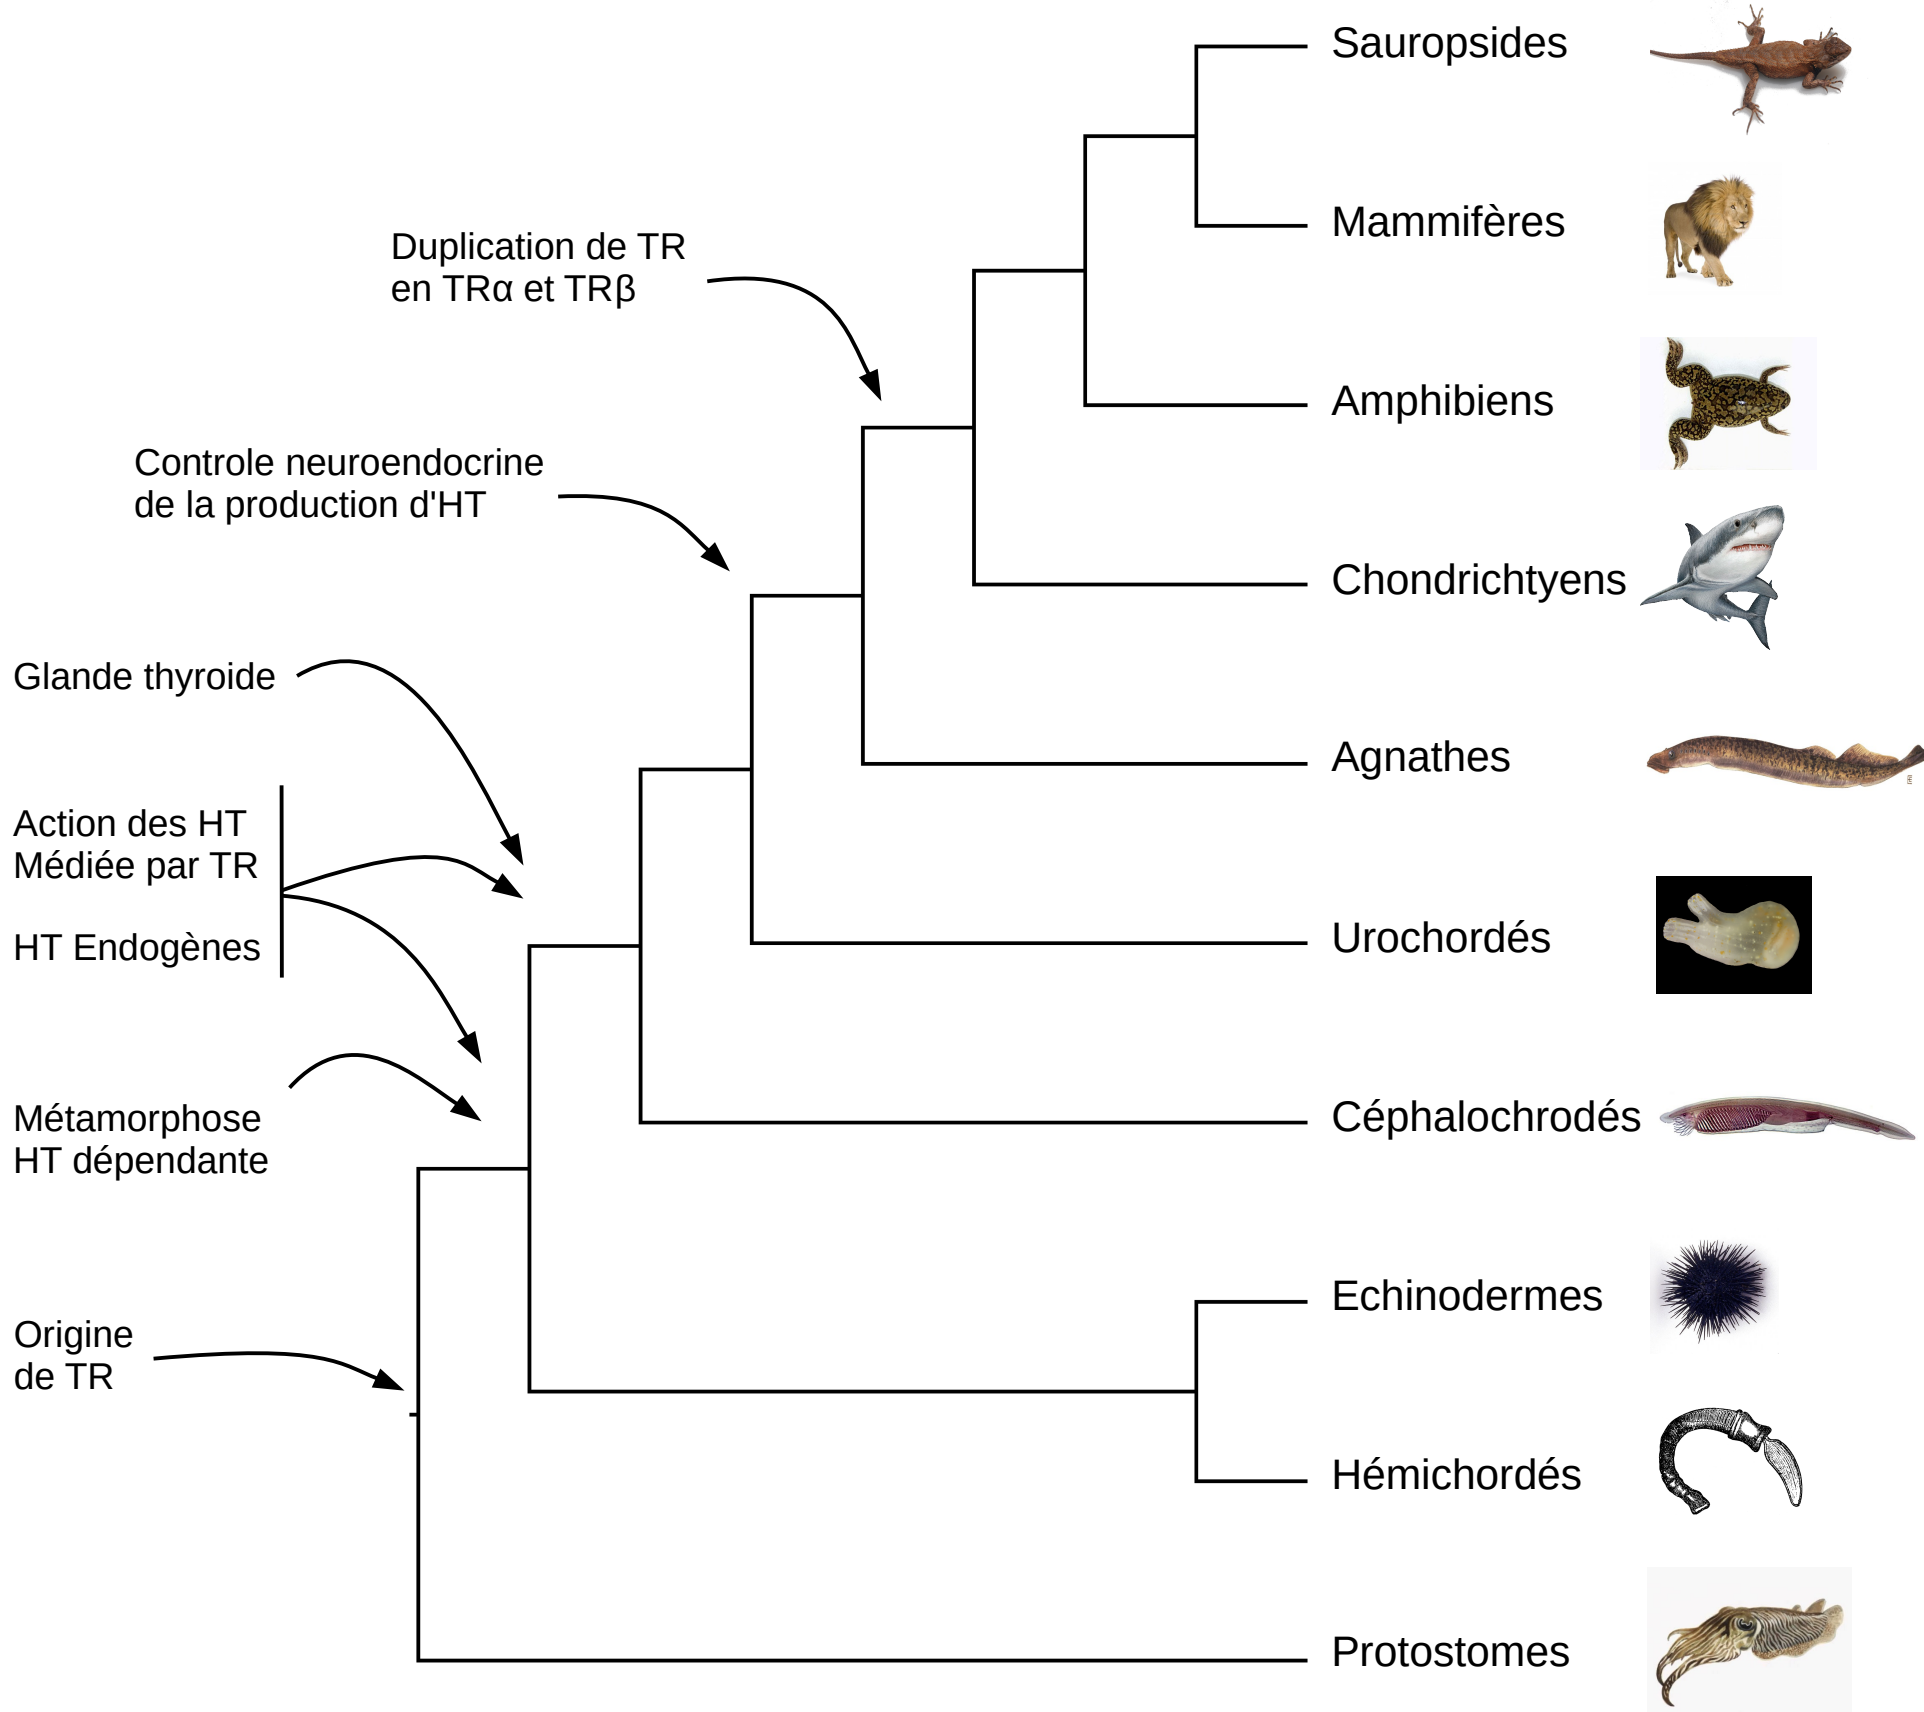 Sauropsides
Mammifères
Duplication de TR
en TRα et TRβ
Amphibiens
Controle neuroendocrine
de la production d'HT
Chondrichtyens
Glande thyroide
Agnathes
Action des HT
Médiée par TR
HT Endogènes
Urochordés
Métamorphose
HT dépendante
Céphalochrodés
Echinodermes
Origine
de TR
Hémichordés
Protostomes